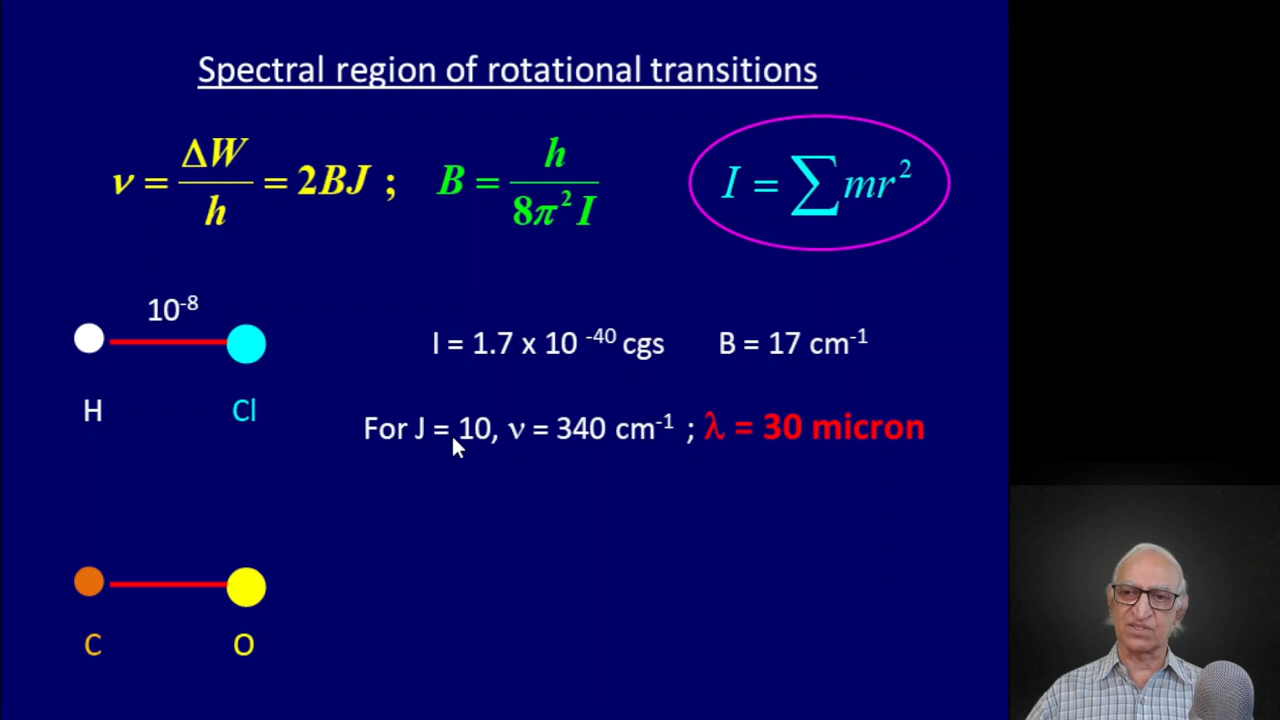 Spectral region of rotational transitions
ν = ΔW / h = 2BJ ; B = h / 8π²I
I = ∑ mr²
10⁻⁸
H Cl
I = 1.7 x 10 ⁻⁴⁰ cgs B = 17 cm⁻¹
For J = 10, ν = 340 cm⁻¹ ; λ = 30 micron
C O